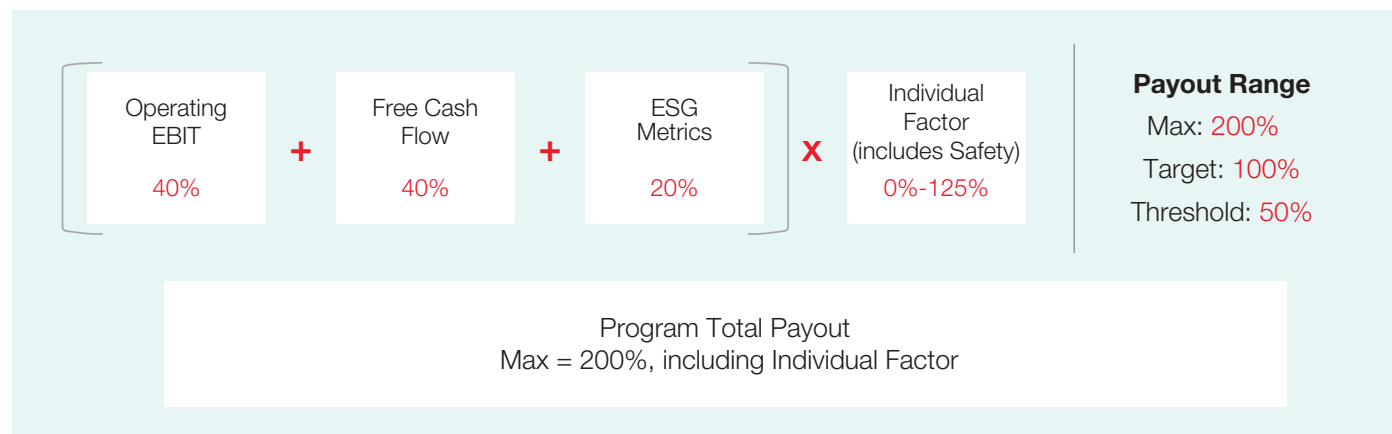 Operating
EBIT
40%
+
Free Cash
Flow
40%
+
ESG
Metrics
20%
x
Individual
Factor
(includes Safety)
0%-125%
Payout Range
Max: 200%
Target: 100%
Threshold: 50%
Program Total Payout
Max = 200%, including Individual Factor